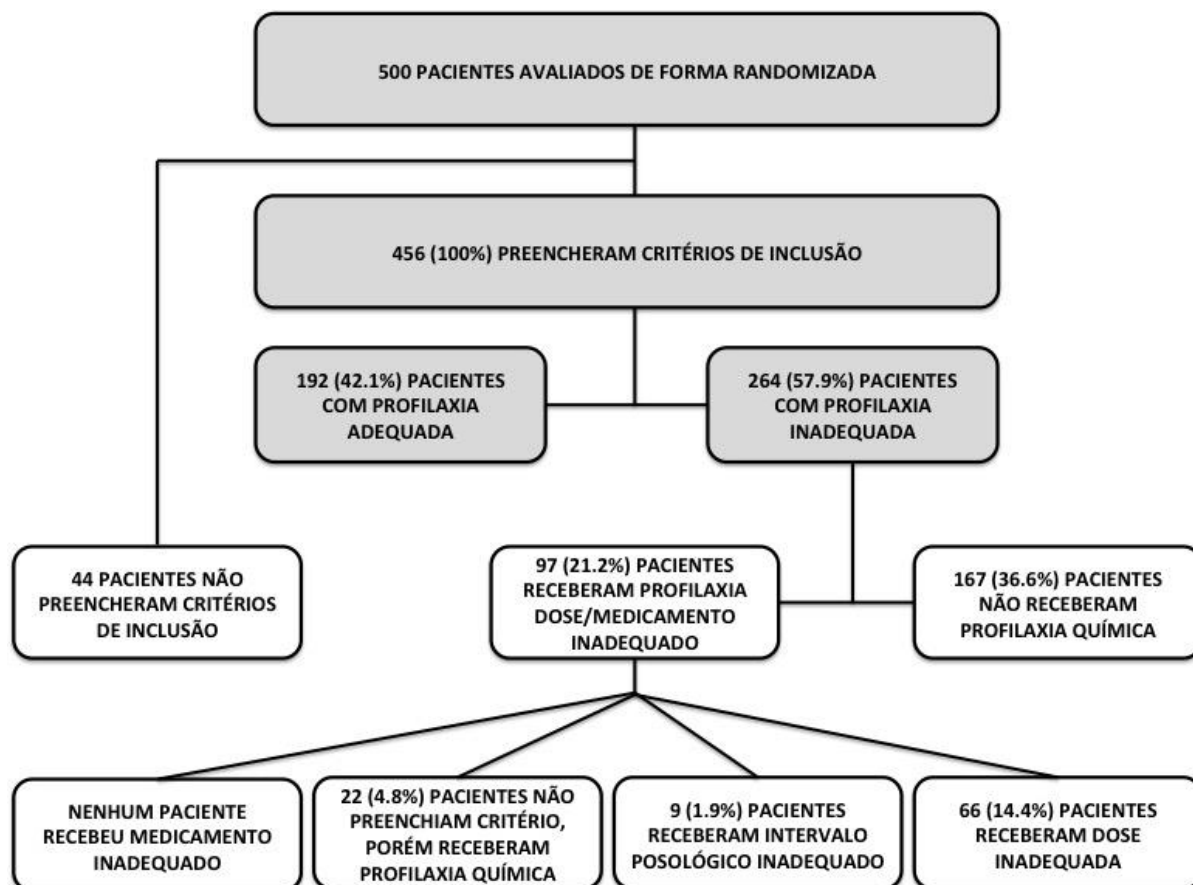 500 PACIENTES AVALIADOS DE FORMA RANDOMIZADA
456 (100%) PREENCHERAM CRITÉRIOS DE INCLUSÃO
192 (42.1%) PACIENTES
COM PROFILAXIA
ADEQUADA
264 (57.9%) PACIENTES
COM PROFILAXIA
INADEQUADA
44 PACIENTES NÃO
PREENCHERAM CRITÉRIOS
DE INCLUSÃO
97 (21.2%) PACIENTES
RECEBERAM PROFILAXIA
DOSE/MEDICAMENTO
INADEQUADO
167 (36.6%) PACIENTES
NÃO RECEBERAM
PROFILAXIA QUÍMICA
NENHUM PACIENTE
RECEBEU MEDICAMENTO
INADEQUADO
22 (4.8%) PACIENTES NÃO
PREENCHIAM CRITÉRIO,
PORÉM RECEBERAM
PROFILAXIA QUÍMICA
9 (1.9%) PACIENTES
RECEBERAM INTERVALO
POSOLÓGICO INADEQUADO
66 (14.4%) PACIENTES
RECEBERAM DOSE
INADEQUADA